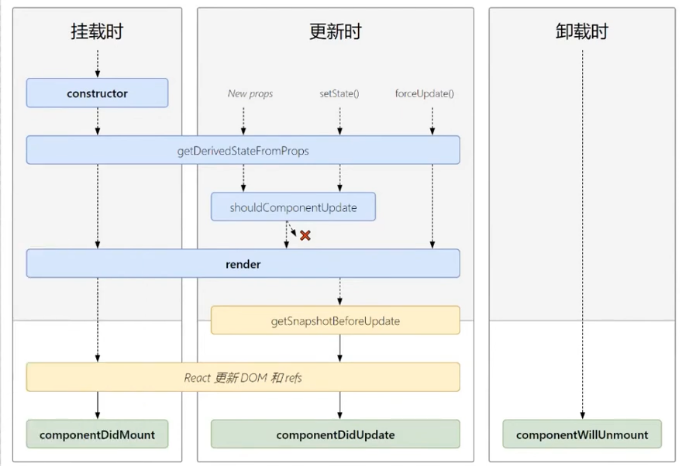 挂载时
更新时
卸载时
constructor
New props
setState()
forceUpdate()
getDerivedStateFromProps
shouldComponentUpdate
render
getSnapshotBeforeUpdate
React 更新 DOM 和 refs
componentDidMount
componentDidUpdate
componentWillUnmount